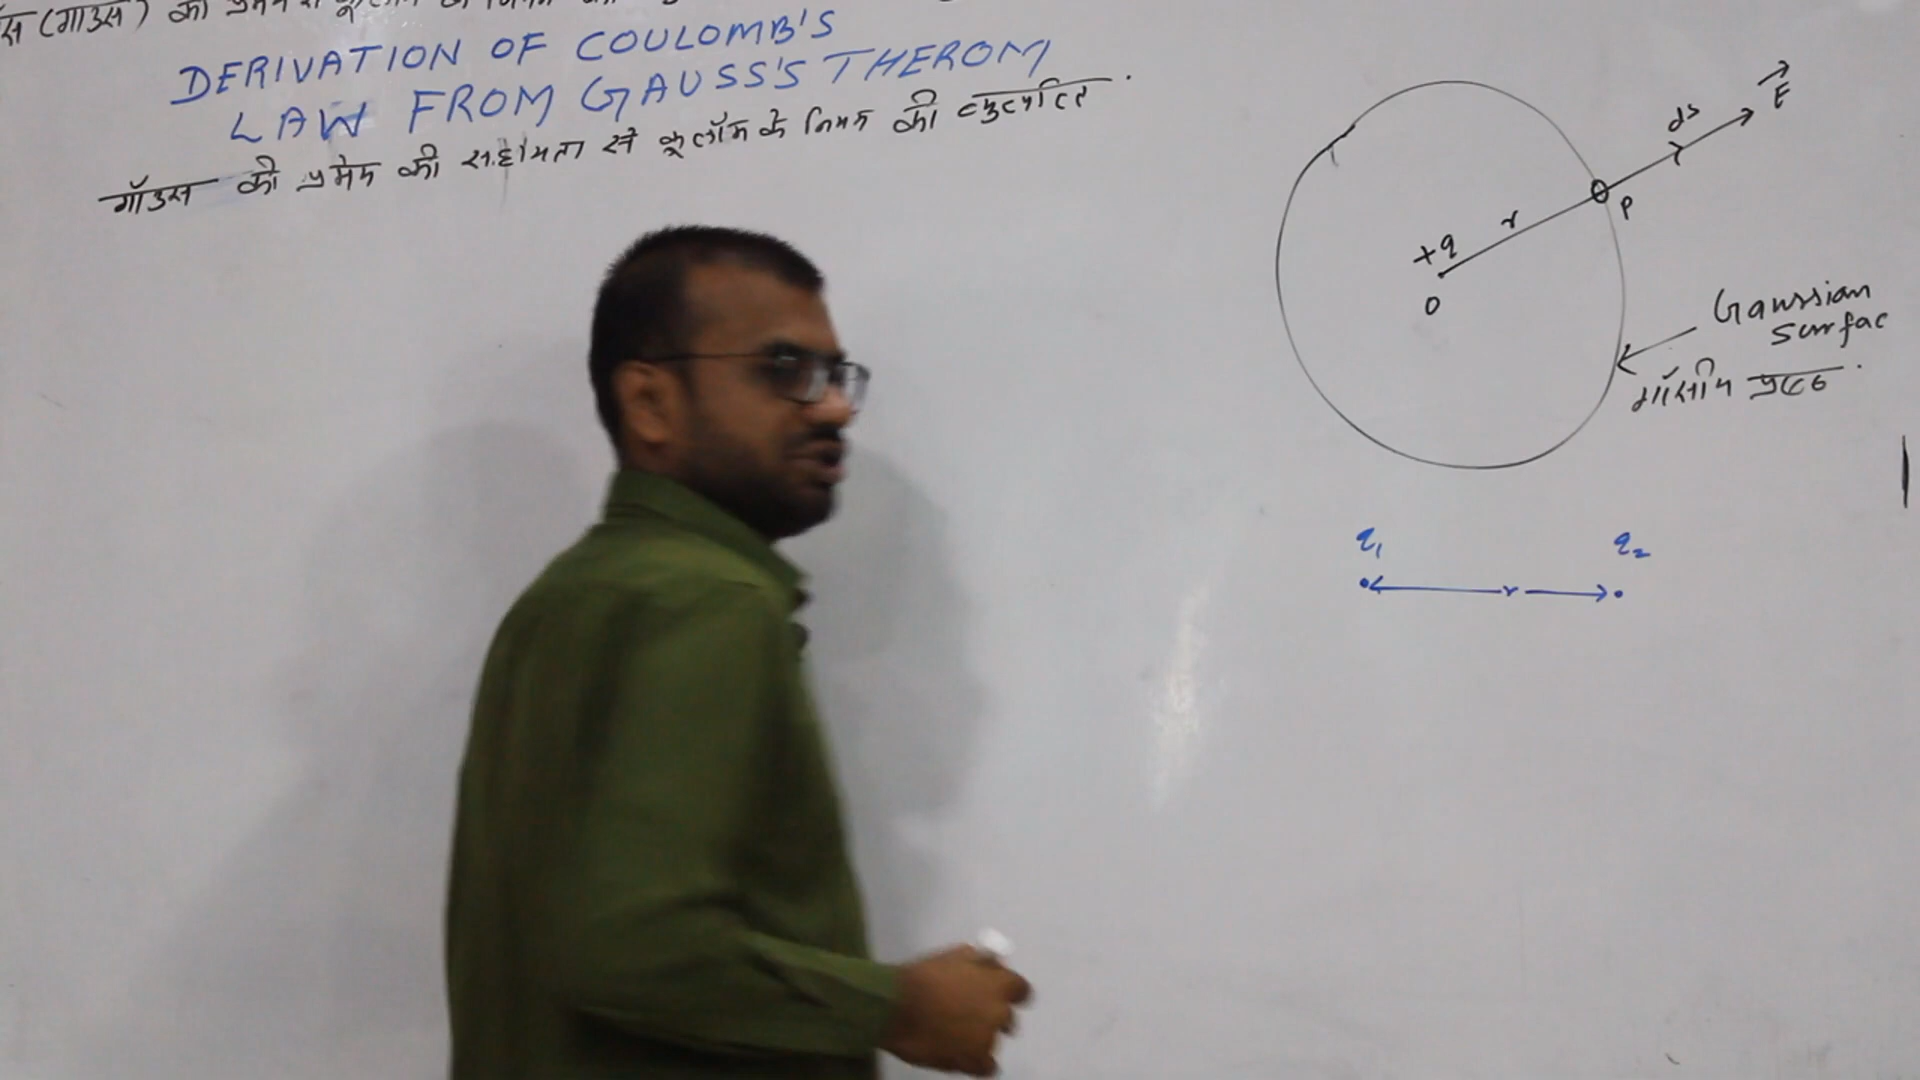 DERIVATION OF COULOMB'S
LAW FROM GAUSS'S THEROM
गॉउस की प्रमेय की सहायता से कूलॉम के नियम की व्युत्पत्ति.
E
ds
P
r
+q
O
Gaussian
surfac
गॉसीय पृष्ठ.
q₁ q₂
r